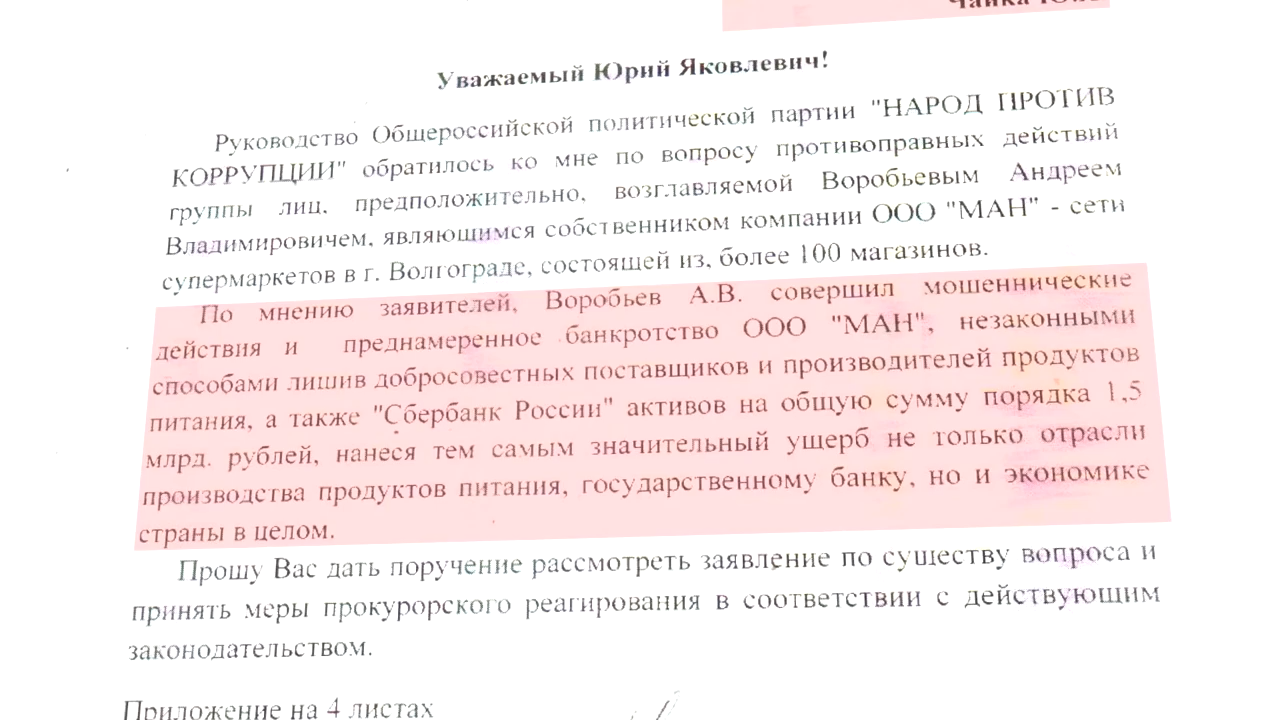 Уважаемый Юрий Яковлевич!
Руководство Общероссийской политической партии "НАРОД ПРОТИВ
КОРРУПЦИИ" обратилось ко мне по вопросу противоправных действий
группы лиц, предположительно, возглавляемой Воробьевым Андреем
Владимировичем, являющимся собственником компании ООО "МАН" - сети
супермаркетов в г. Волгограде, состоящей из, более 100 магазинов.
По мнению заявителей, Воробьев А.В. совершил мошеннические
действия и преднамеренное банкротство ООО "МАН", незаконными
способами лишив добросовестных поставщиков и производителей продуктов
питания, а также "Сбербанк России" активов на общую сумму порядка 1,5
млрд. рублей, нанеся тем самым значительный ущерб не только отрасли
производства продуктов питания, государственному банку, но и экономике
страны в целом.
Прошу Вас дать поручение рассмотреть заявление по существу вопроса и
принять меры прокурорского реагирования в соответствии с действующим
законодательством.
Приложение на 4 листах